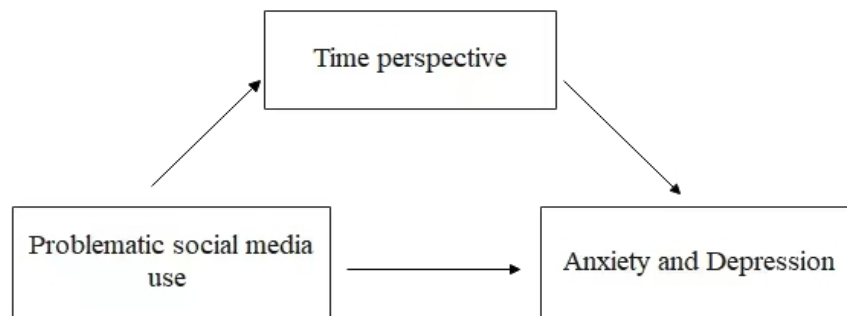 Time perspective
Problematic social media
use
Anxiety and Depression